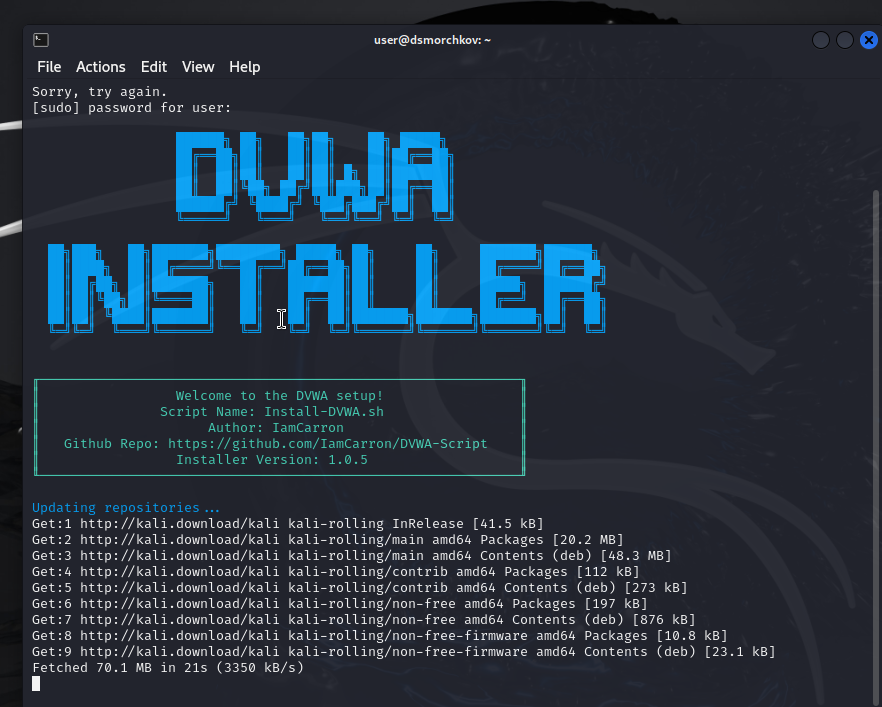 user@dsmorchkov: ~
File Actions Edit View Help
Sorry, try again.
[sudo] password for user:
DVWA
INSTALLER
Welcome to the DVWA setup!
Script Name: Install-DVWA.sh
Author: IamCarron
Github Repo: https://github.com/IamCarron/DVWA-Script
Installer Version: 1.0.5
Updating repositories...
Get:1 http://kali.download/kali kali-rolling InRelease [41.5 kB]
Get:2 http://kali.download/kali kali-rolling/main amd64 Packages [20.2 MB]
Get:3 http://kali.download/kali kali-rolling/main amd64 Contents (deb) [48.3 MB]
Get:4 http://kali.download/kali kali-rolling/contrib amd64 Packages [112 kB]
Get:5 http://kali.download/kali kali-rolling/contrib amd64 Contents (deb) [273 kB]
Get:6 http://kali.download/kali kali-rolling/non-free amd64 Packages [197 kB]
Get:7 http://kali.download/kali kali-rolling/non-free amd64 Contents (deb) [876 kB]
Get:8 http://kali.download/kali kali-rolling/non-free-firmware amd64 Packages [10.8 kB]
Get:9 http://kali.download/kali kali-rolling/non-free-firmware amd64 Contents (deb) [23.1 kB]
Fetched 70.1 MB in 21s (3350 kB/s)